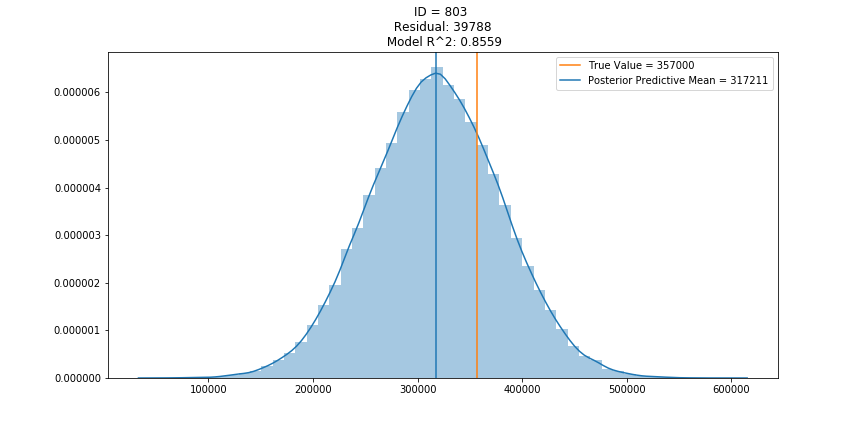 ID = 803
Residual: 39788
Model R^2: 0.8559
True Value = 357000
Posterior Predictive Mean = 317211
0.000006
0.000005
0.000004
0.000003
0.000002
0.000001
0.000000
100000 200000 300000 400000 500000 600000